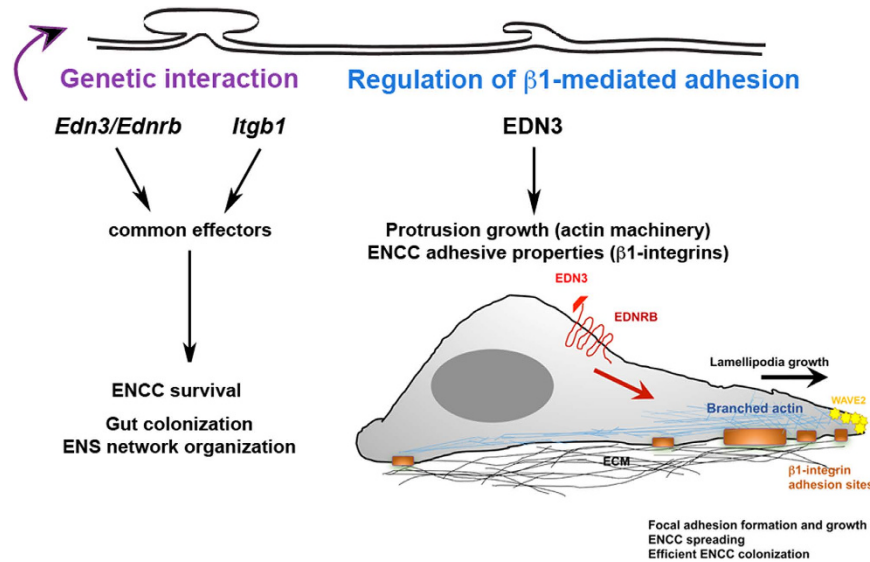 Genetic interaction
Edn3/Ednrb Itgb1
common effectors
ENCC survival
Gut colonization
ENS network organization
Regulation of β1-mediated adhesion
EDN3
Protrusion growth (actin machinery)
ENCC adhesive properties (β1-integrins)
EDN3
EDNRB
Lamellipodia growth
WAVE2
Branched actin
ECM
β1-integrin
adhesion sites
Focal adhesion formation and growth
ENCC spreading
Efficient ENCC colonization